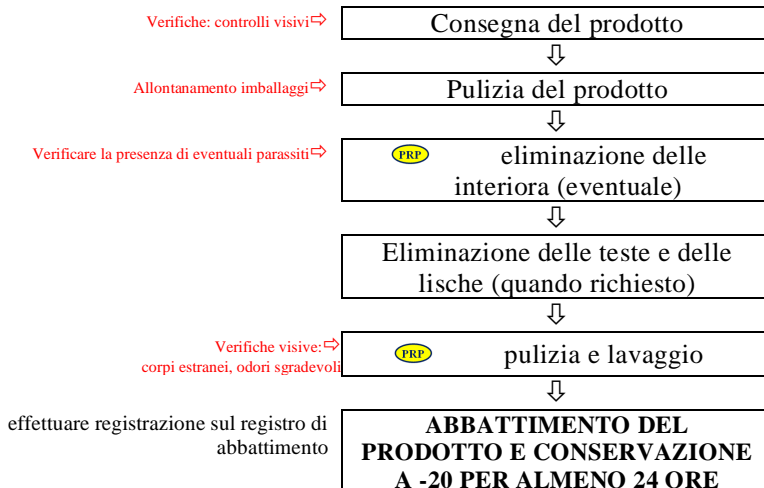 Verifiche: controlli visivi⇨
Consegna del prodotto
Allontanamento imballaggi⇨
Pulizia del prodotto
Verificare la presenza di eventuali parassiti⇨
PRP eliminazione delle
interiora (eventuale)
Eliminazione delle teste e delle
lische (quando richiesto)
Verifiche visive:⇨
corpi estranei, odori sgradevoli
PRP pulizia e lavaggio
effettuare registrazione sul registro di
abbattimento
ABBATTIMENTO DEL
PRODOTTO E CONSERVAZIONE
A -20 PER ALMENO 24 ORE